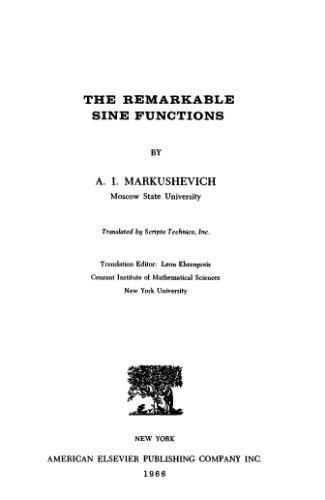 THE REMARKABLE
SINE FUNCTIONS
BY
A. I. MARKUSHEVICH
Moscow State University
Translated by Scripta Technica, Inc.
Translation Editor: Leon Ehrenpreis
Courant Institute of Mathematical Sciences
New York University
NEW YORK
AMERICAN ELSEVIER PUBLISHING COMPANY INC.
1966